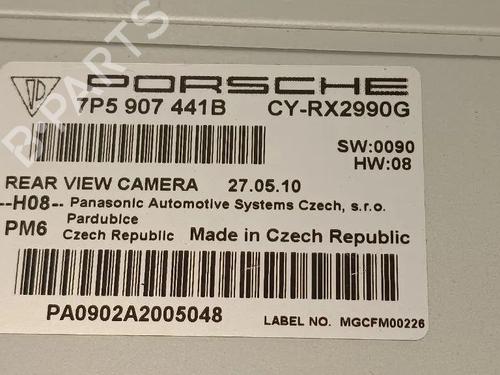 PORSCHE
7P5 907 441B CY-RX2990G
SW:0090
HW:08
REAR VIEW CAMERA 27.05.10
--H08-- Panasonic Automotive Systems Czech, s.r.o.
Pardubice
PM6 Czech Republic Made in Czech Republic
PA0902A2005048 LABEL NO. MGCFM00226
B PARTS